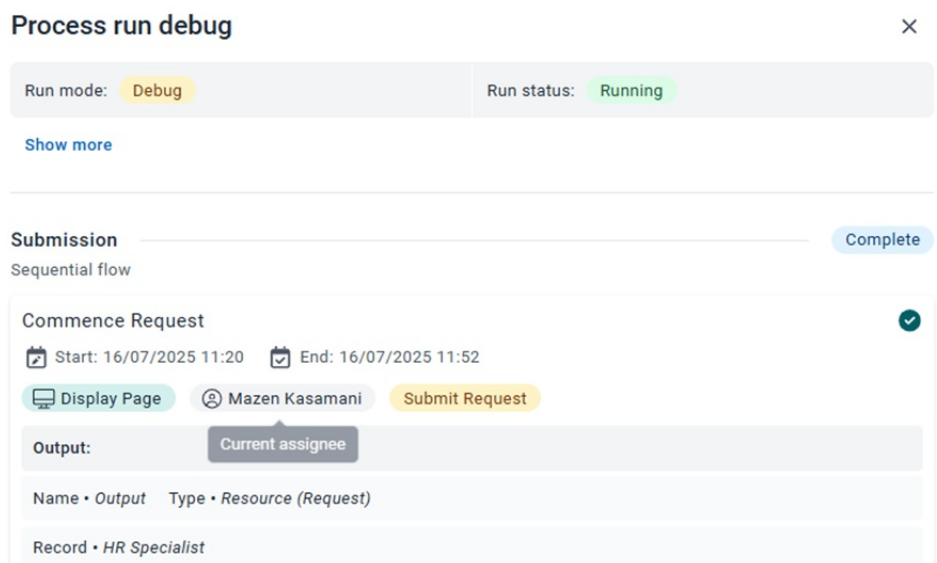 Process run debug
Run mode: Debug
Run status: Running
Show more
Submission
Complete
Sequential flow
Commence Request
Start: 16/07/2025 11:20 End: 16/07/2025 11:52
Display Page Mazen Kasamani Submit Request
Current assignee
Output:
Name • Output Type • Resource (Request)
Record • HR Specialist